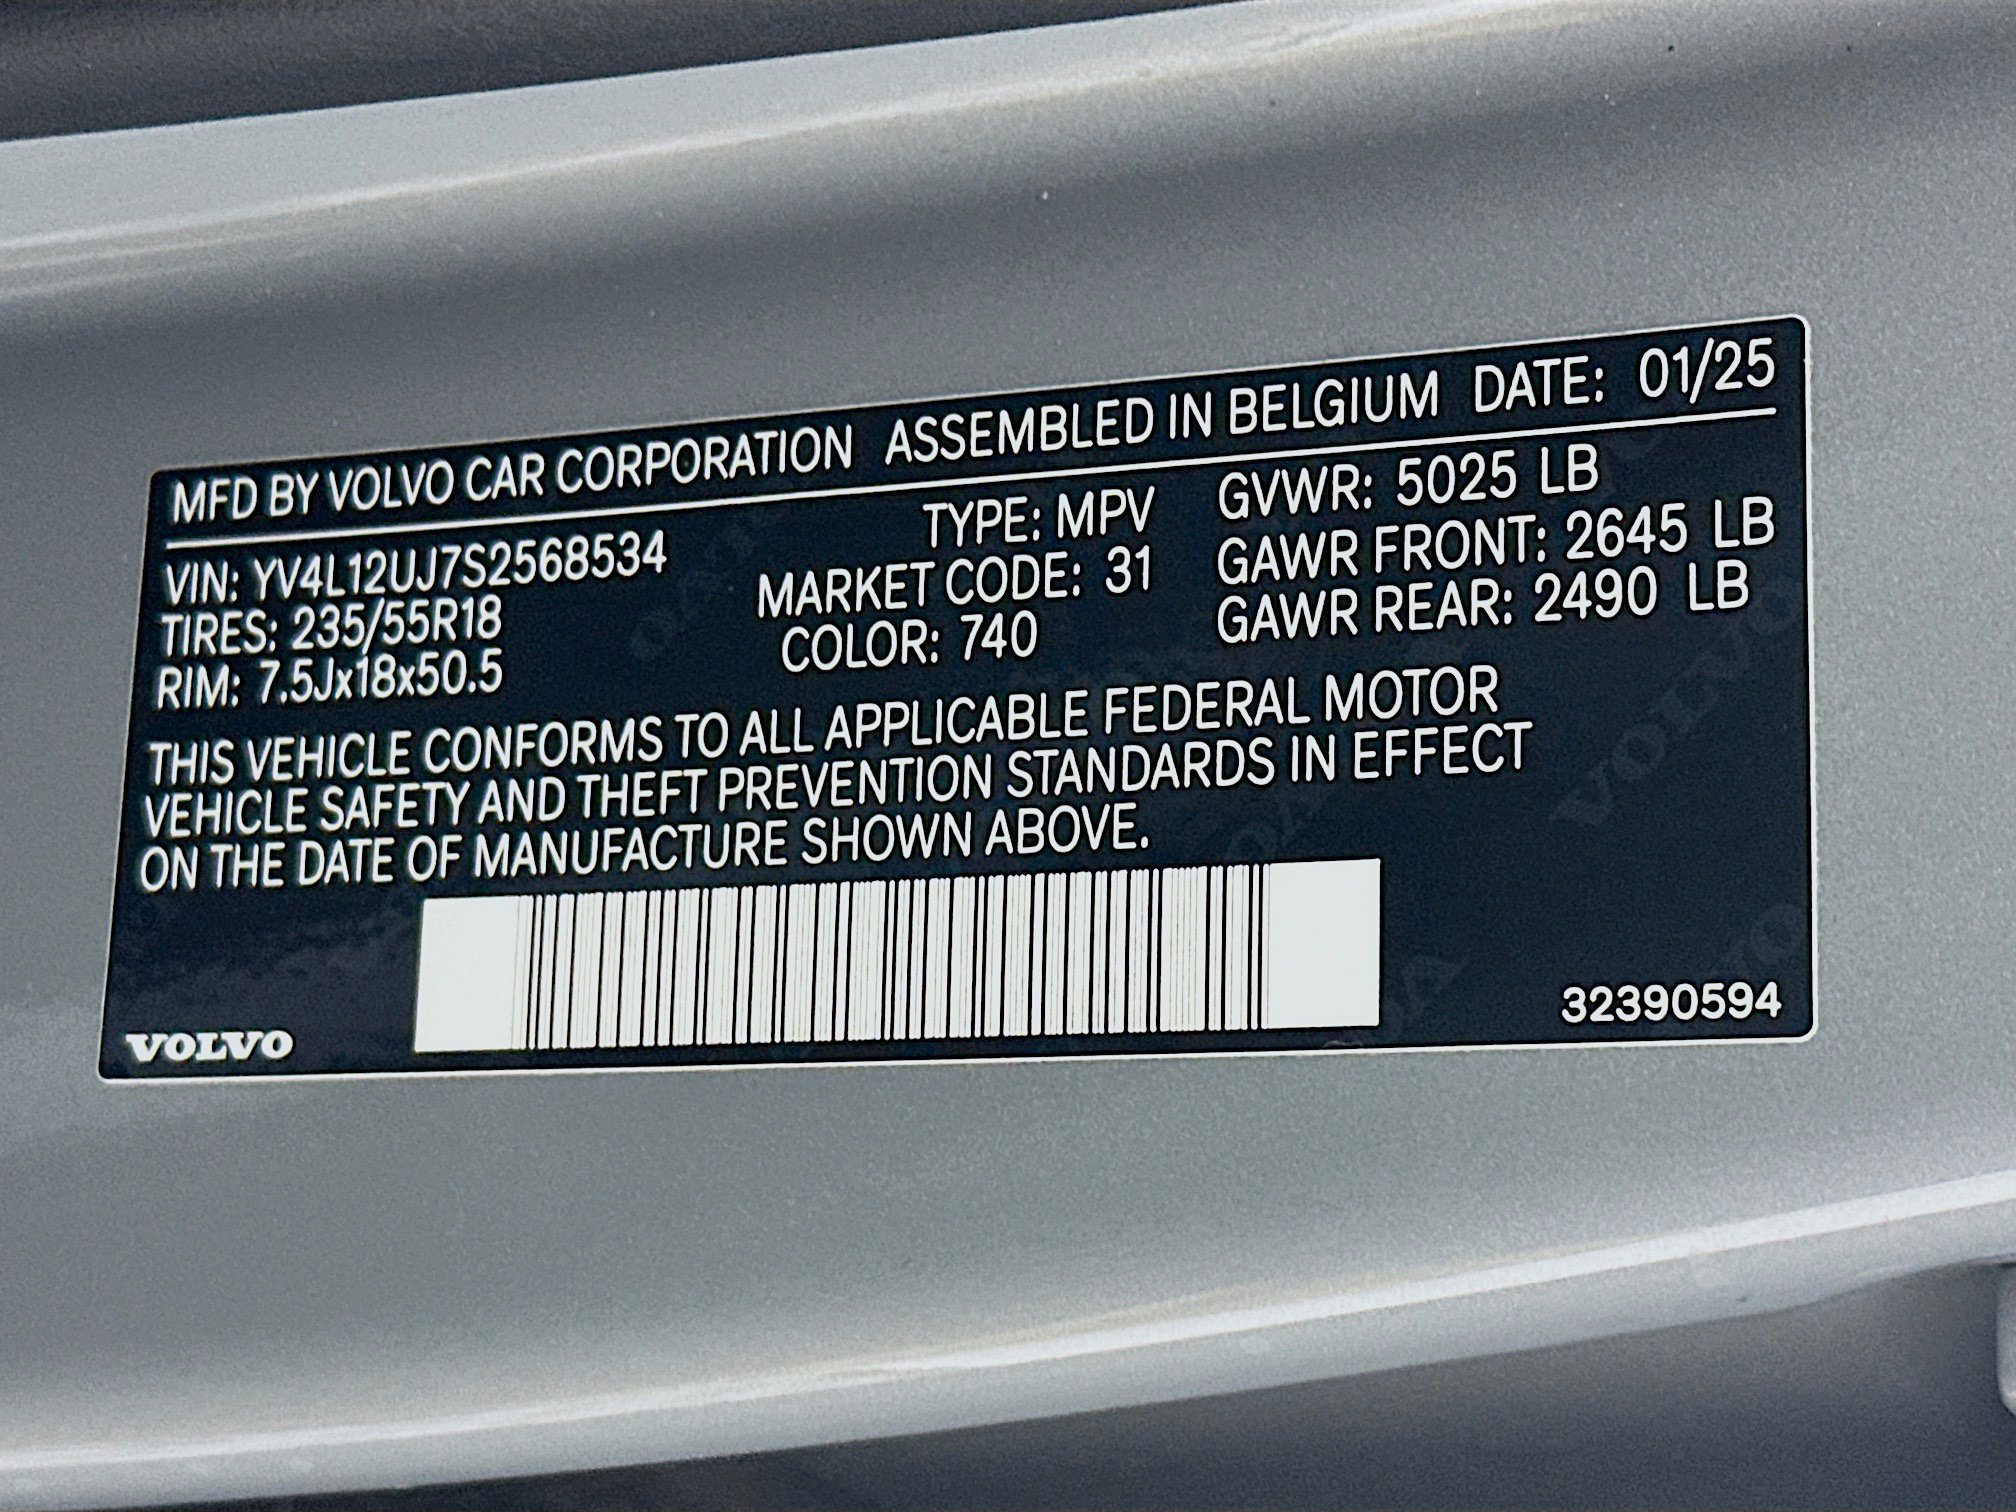 MFD BY VOLVO CAR CORPORATION ASSEMBLED IN BELGIUM DATE: 01/25
VIN: YV4L12UJ7S2568534 TYPE: MPV GVWR: 5025 LB
TIRES: 235/55R18 MARKET CODE: 31 GAWR FRONT: 2645 LB
RIM: 7.5Jx18x50.5 COLOR: 740 GAWR REAR: 2490 LB
THIS VEHICLE CONFORMS TO ALL APPLICABLE FEDERAL MOTOR
VEHICLE SAFETY AND THEFT PREVENTION STANDARDS IN EFFECT
ON THE DATE OF MANUFACTURE SHOWN ABOVE.
VOLVO 32390594